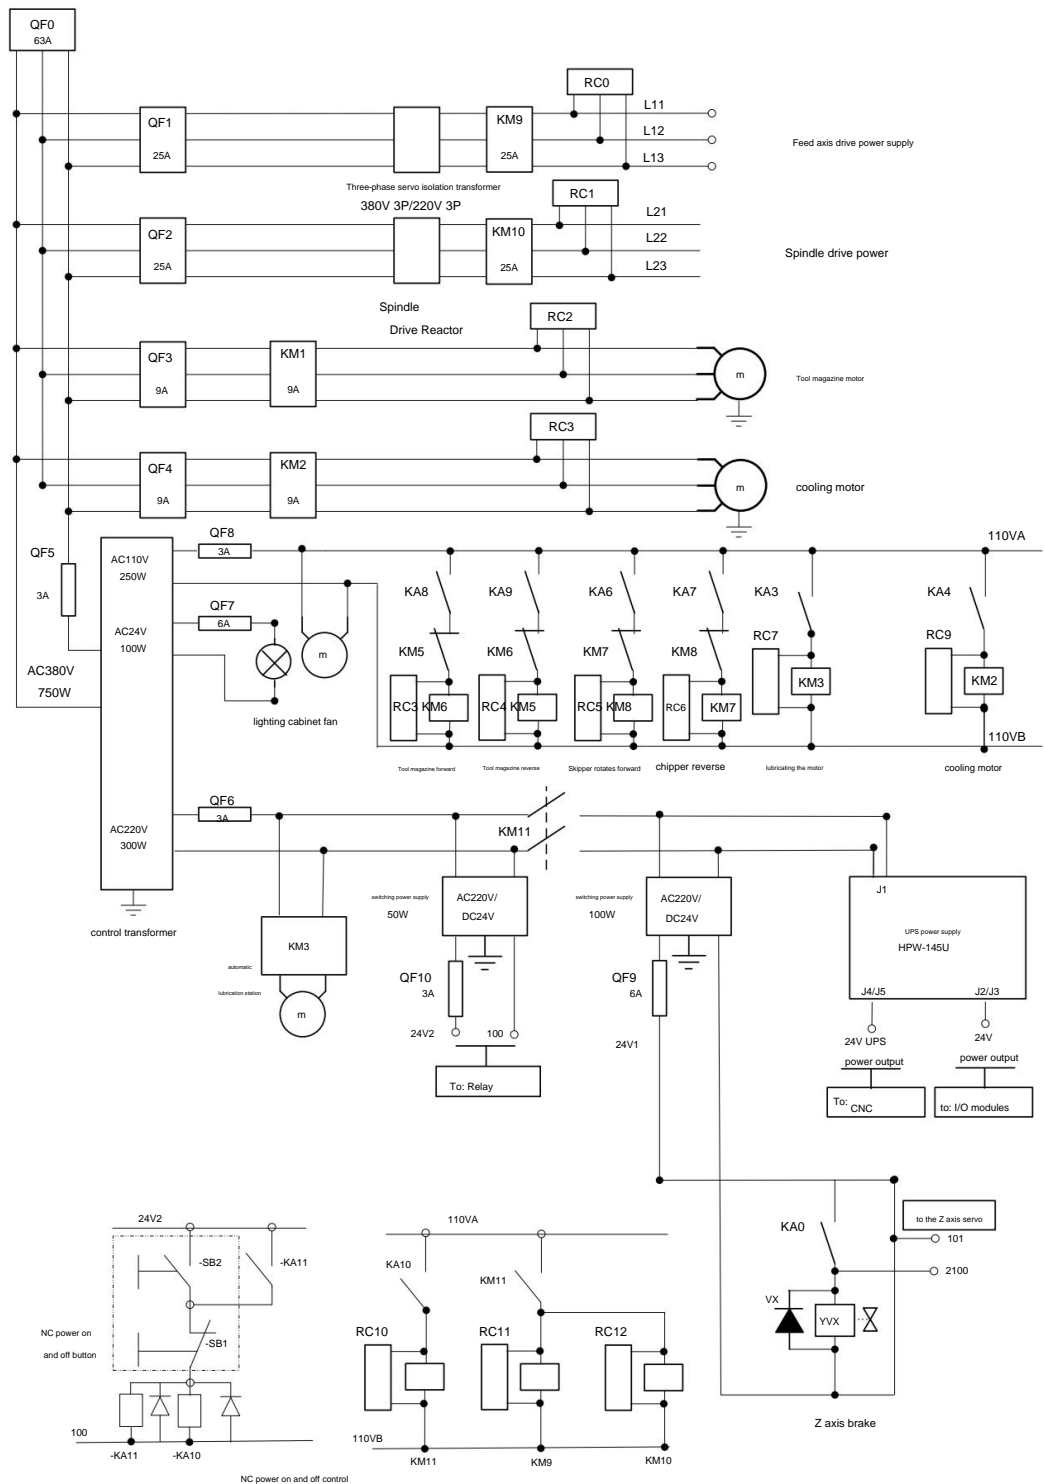 QF0
63A
RC0
L11
QF1
KM9
L12
Feed axis drive power supply
25A
25A
L13
Three-phase servo isolation transformer
380V 3P/220V 3P
RC1
L21
QF2
KM10
L22
Spindle drive power
25A
25A
L23
Spindle
Drive Reactor
RC2
QF3
KM1
9A
9A
m
Tool magazine motor
RC3
QF4
KM2
9A
9A
m
cooling motor
QF5
3A
QF8
3A
110VA
AC110V
250W
QF7
6A
AC24V
100W
AC380V
750W
m
lighting cabinet fan
KA8
KA9
KA6
KA7
KA3
KA4
KM5
KM6
KM7
KM8
RC7
RC9
RC3
KM6
RC4
KM5
RC5
KM8
RC6
KM7
KM3
KM2
110VB
Tool magazine forward
Tool magazine reverse
Skipper rotates forward
chipper reverse
lubricating the motor
cooling motor
QF6
3A
KM11
AC220V
300W
control transformer
KM3
automatic
lubrication station
m
switching power supply
50W
AC220V/
DC24V
switching power supply
100W
AC220V/
DC24V
J1
UPS power supply
HPW-145U
J4/J5
J2/J3
QF10
3A
QF9
6A
24V2
100
24V1
24V UPS
power output
24V
power output
To: Relay
To:
CNC
to: I/O modules
24V2
-SB2
-KA11
-SB1
NC power on
and off button
100
-KA11
-KA10
NC power on and off control
110VA
KA10
KM11
RC10
RC11
RC12
110VB
KM11
KM9
KM10
KA0
to the Z axis servo
101
2100
VX
YVX
Z axis brake